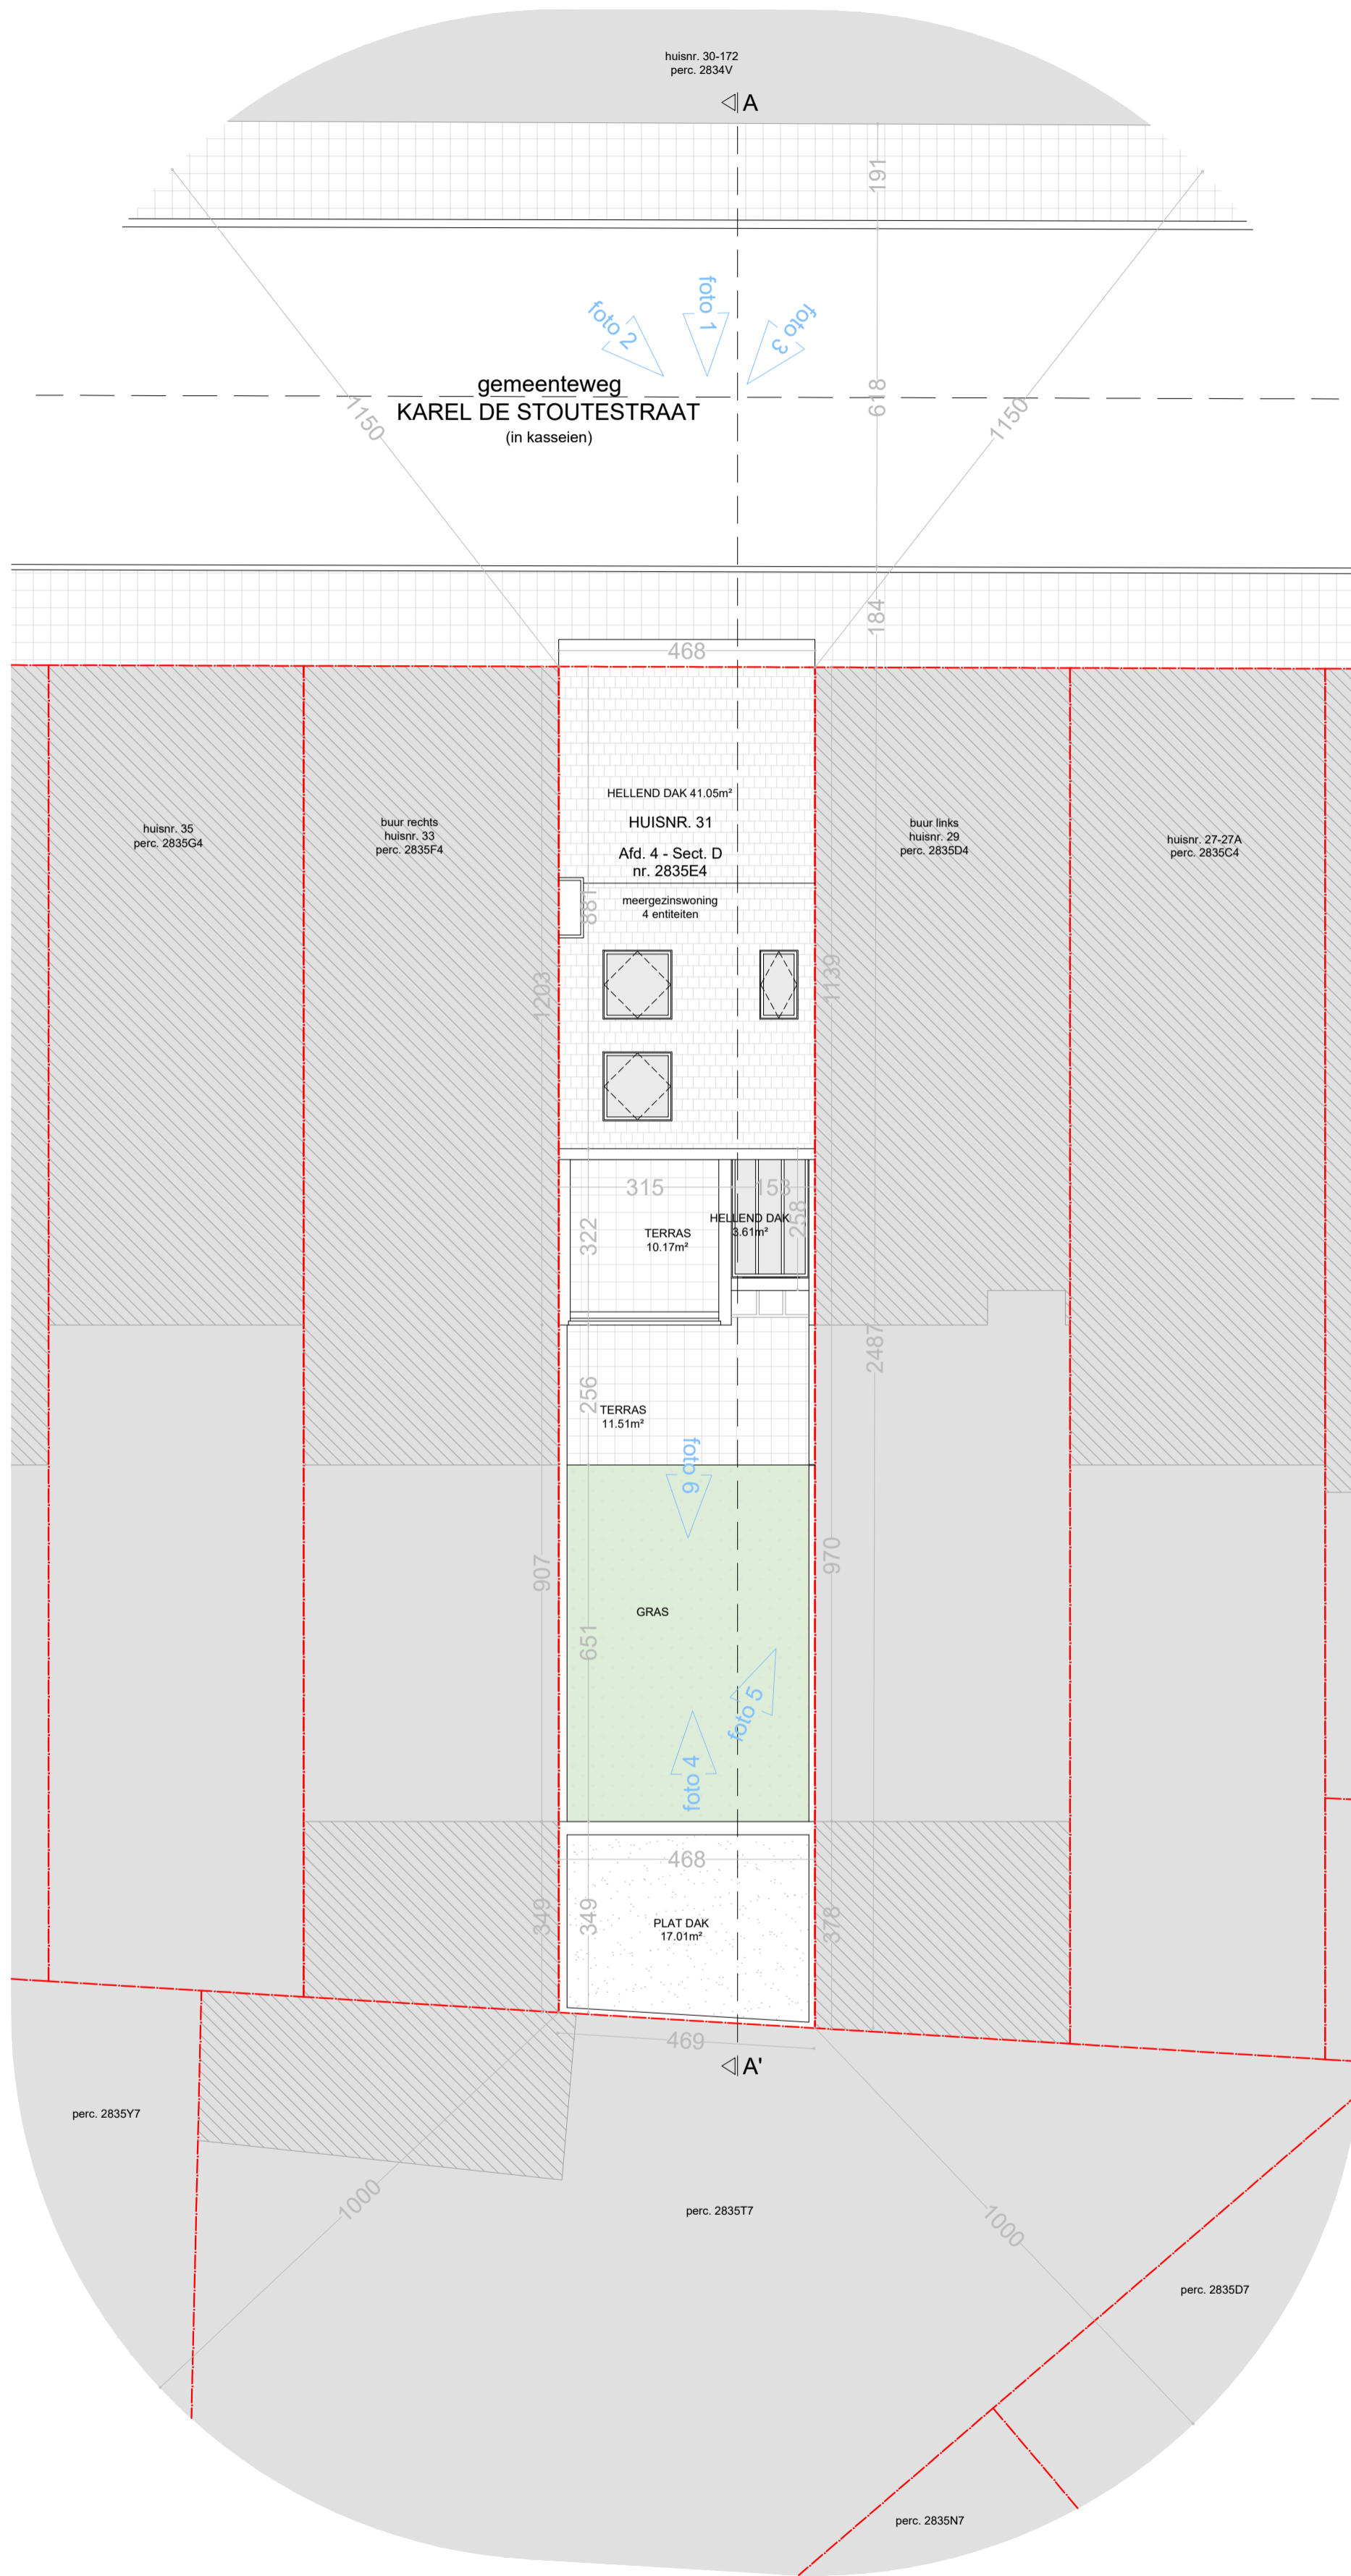 huisnr. 30-172
perc. 2834V
A
191
foto 2
foto 1
foto 3
gemeenteweg
KAREL DE STOUTESTRAAT
(in kasseien)
1150
618
1150
184
468
HELLEND DAK 41.05m²
HUISNR. 31
Afd. 4 - Sect. D
nr. 2835E4
meergezinswoning
4 entiteiten
huisnr. 35
perc. 2835G4
buur rechts
huisnr. 33
perc. 2835F4
buur links
huisnr. 29
perc. 2835D4
huisnr. 27-27A
perc. 2835C4
881
1203
1139
315
153
322
TERRAS
10.17m²
HELLEND DAK
3.61m²
258
2487
256
TERRAS
11.51m²
foto 6
907
970
GRAS
651
foto 5
foto 4
468
349
349
PLAT DAK
17.01m²
378
469
A'
perc. 2835Y7
1000
perc. 2835T7
1000
perc. 2835D7
perc. 2835N7